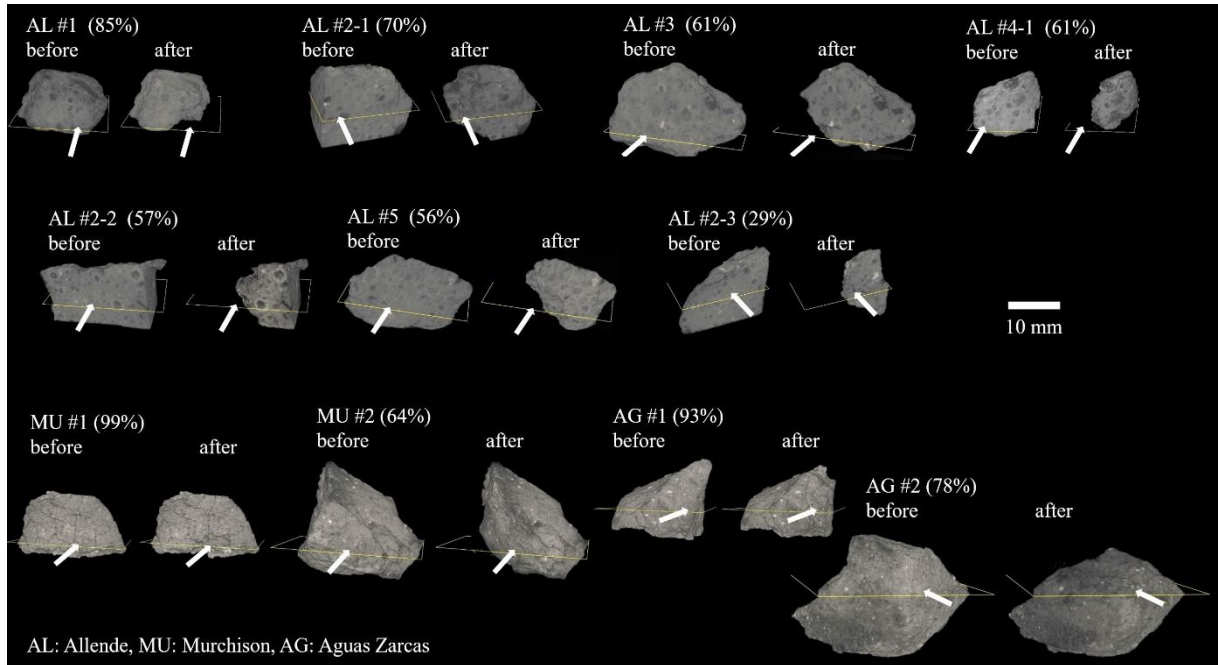 AL #1 (85%)
before after
AL #2-1 (70%)
before after
AL #3 (61%)
before after
AL #4-1 (61%)
before after
AL #2-2 (57%)
before after
AL #5 (56%)
before after
AL #2-3 (29%)
before after
10 mm
MU #1 (99%)
before after
MU #2 (64%)
before after
AG #1 (93%)
before after
AG #2 (78%)
before after
AL: Allende, MU: Murchison, AG: Aguas Zarcas